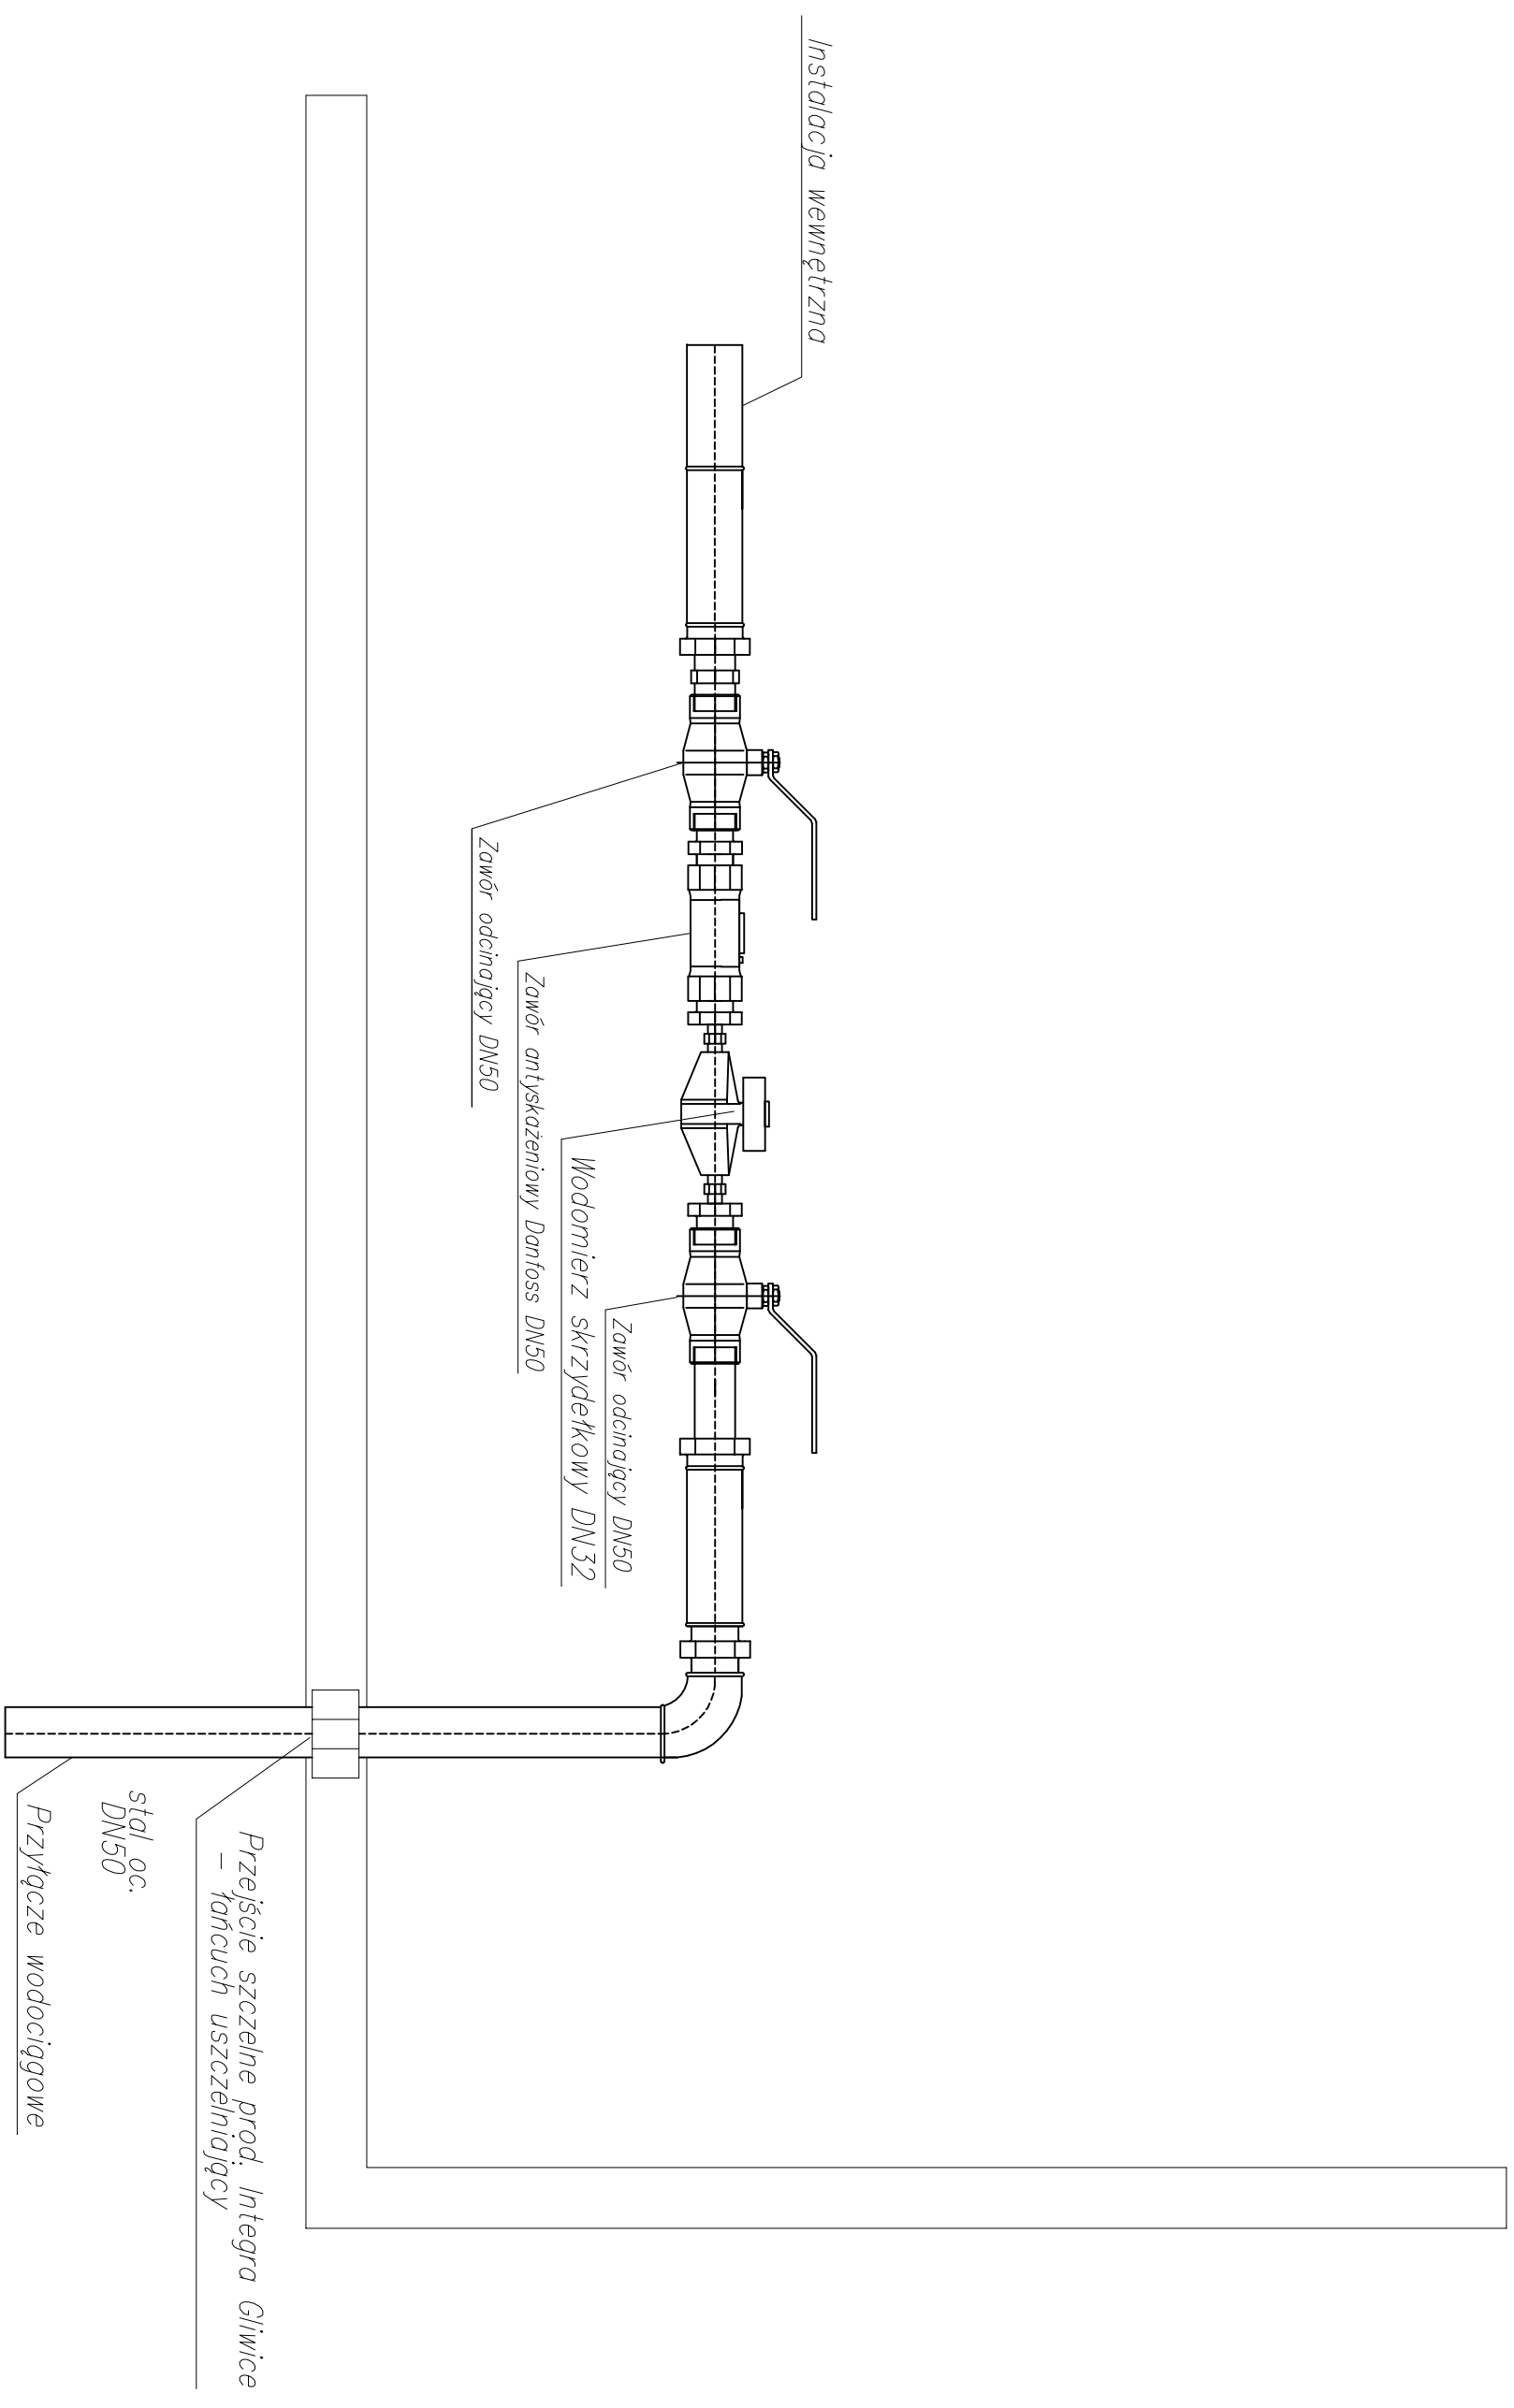 Instalacja wewnętrzna
Zawór odcinający DN50
Wodomierz skrzydełkowy DN32
Zawór antyskażeniowy Danfoss DN50
Zawór odcinający DN50
Przejście szczelne prod. Integra Gliwice
– łańcuch uszczelniający
stal oc.
DN50
Przyłącze wodociągowe